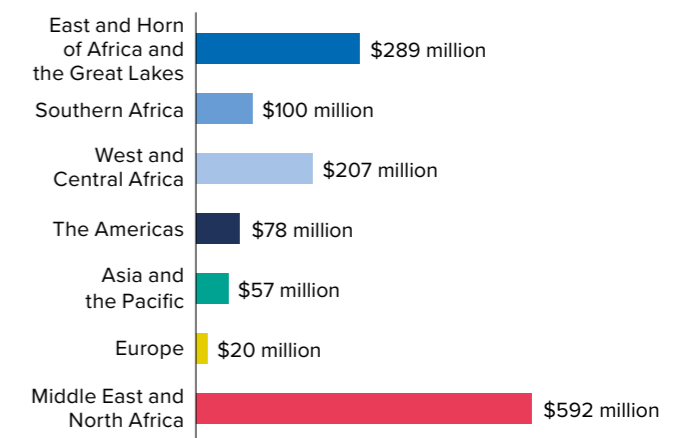 East and Horn
of Africa and
the Great Lakes
$289 million
Southern Africa
$100 million
West and
Central Africa
$207 million
The Americas
$78 million
Asia and
the Pacific
$57 million
Europe
$20 million
Middle East and
North Africa
$592 million